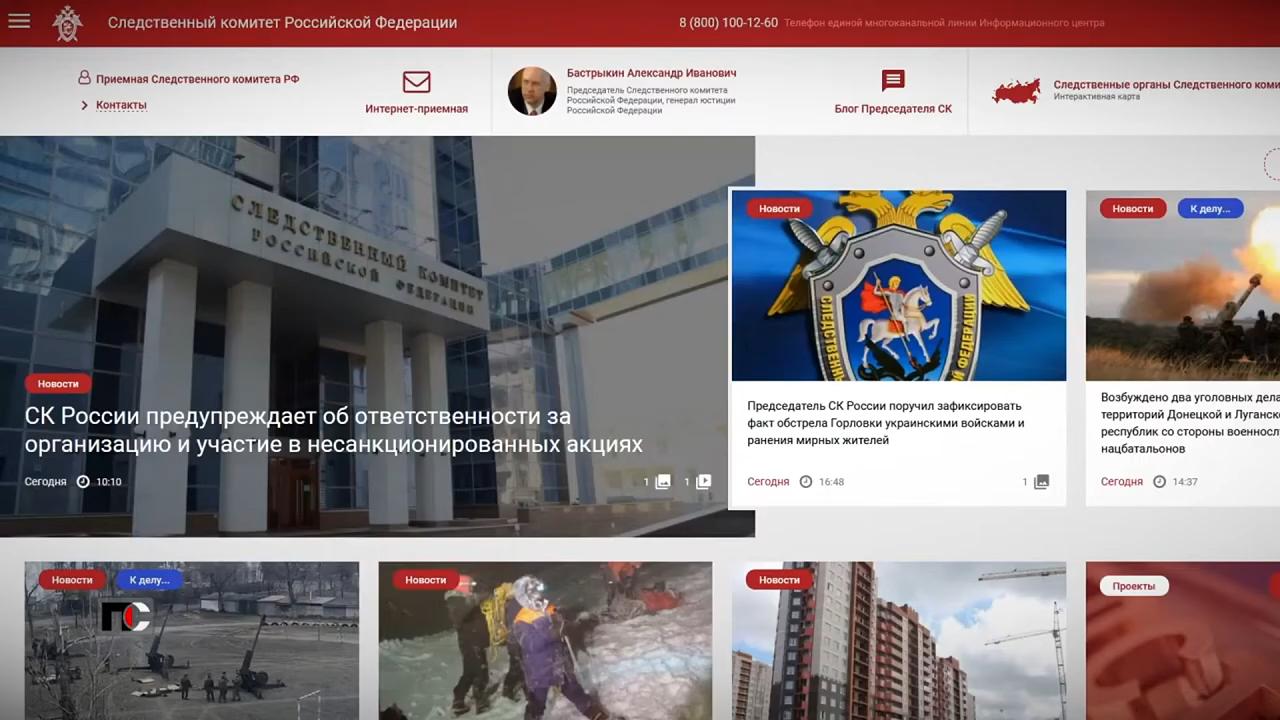 Следственный комитет Российской Федерации
8 (800) 100-12-60 Телефон единой многоканальной линии Информационного центра
Приемная Следственного комитета РФ
Контакты
Интернет-приемная
Бастрыкин Александр Иванович
Председатель Следственного комитета
Российской Федерации, генерал юстиции
Российской Федерации
Блог Председателя СК
Следственные органы Следственного коми
Интерактивная карта
СЛЕДСТВЕННЫЙ КОМИТЕТ
РОССИЙСКОЙ ФЕДЕРАЦИИ
Новости
СК России предупреждает об ответственности за
организацию и участие в несанкционированных акциях
Сегодня 10:10
1 1
Новости
СЛЕДСТВЕНН Й ФЕДЕРАЦИИ
Председатель СК России поручил зафиксировать
факт обстрела Горловки украинскими войсками и
ранения мирных жителей
Сегодня 16:48 1
Новости К делу...
Возбуждено два уголовных дела
территорий Донецкой и Луганско
республик со стороны военнослу
нацбатальонов
Сегодня 14:37
Новости К делу...
ПС
Новости
Новости
Проекты